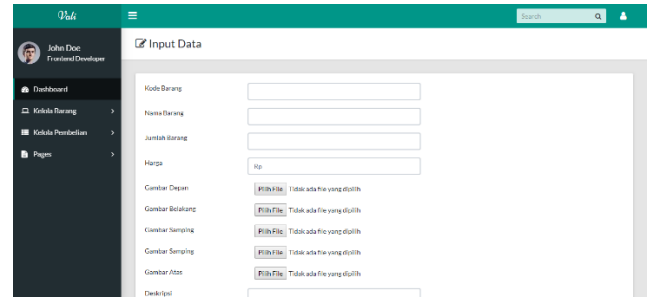 Vali
Search
John Doe
Frontend Developer
Input Data
Dashboard
Kelola Barang
Kelola Pembelian
Pages
Kode Barang
Nama Barang
Jumlah Barang
Harga
Rp
Gambar Depan
Pilih File Tidak ada file yang dipilih
Gambar Belakang
Pilih File Tidak ada file yang dipilih
Gambar Samping
Pilih File Tidak ada file yang dipilih
Gambar Samping
Pilih File Tidak ada file yang dipilih
Gambar Atas
Pilih File Tidak ada file yang dipilih
Deskripsi